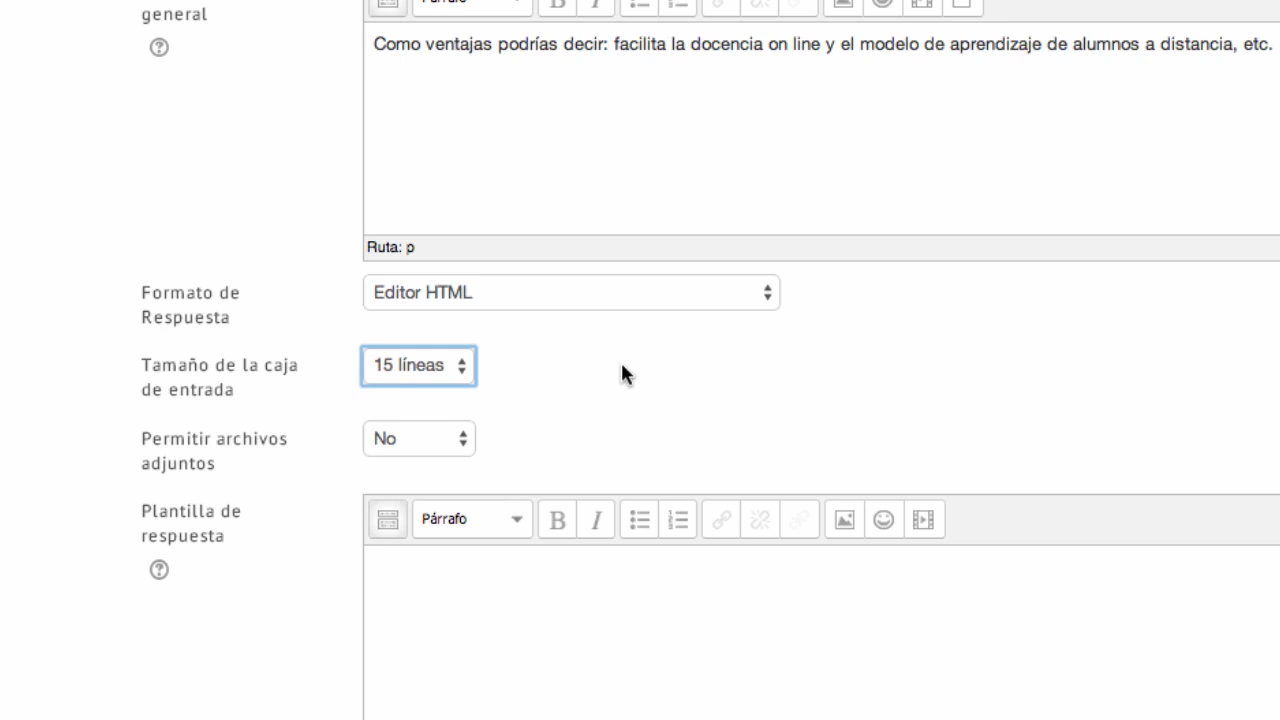 general
Párrafo
Como ventajas podrías decir: facilita la docencia on line y el modelo de aprendizaje de alumnos a distancia, etc.
Ruta: p
Formato de
Respuesta
Editor HTML
Tamaño de la caja
de entrada
15 líneas
Permitir archivos
adjuntos
No
Plantilla de
respuesta
Párrafo
B I